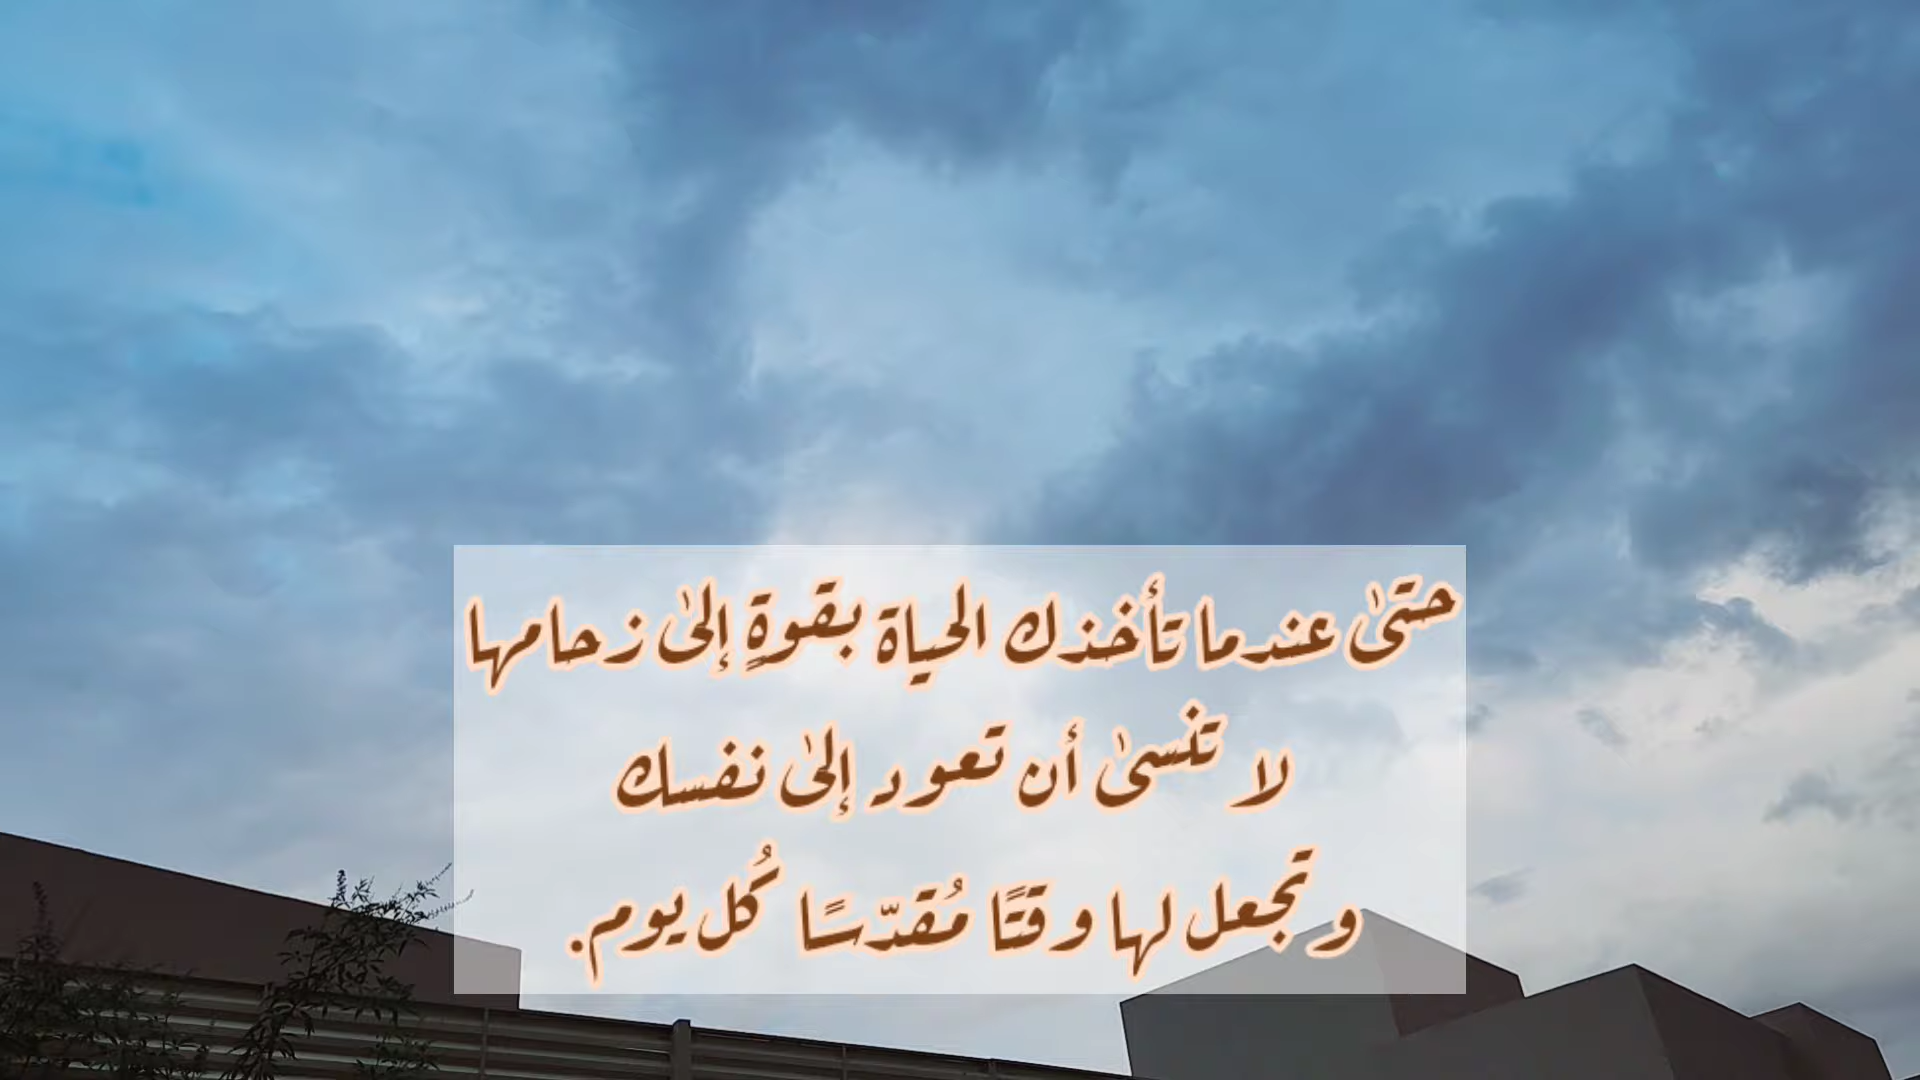 حتىٰ عندما تأخذك الحياة بقوةٍ إلىٰ زحامها
لا تنسىٰ أن تعود إلىٰ نفسك
وتجعل لها وقتًا مُقدّسًا كُل يوم.